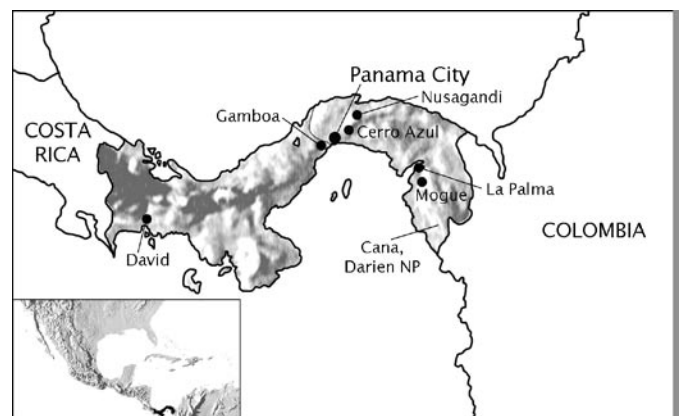 Panama City
Nusagandi
Gamboa
Cerro Azul
COSTA
RICA
La Palma
Mogue
COLOMBIA
Cana,
Darien NP
David